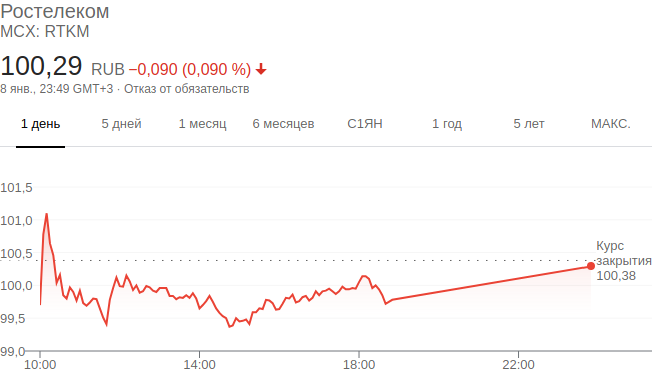 Ростелеком
MCX: RTKM
100,29 RUB −0,090 (0,090 %)
8 янв., 23:49 GMT+3 · Отказ от обязательств
1 день 5 дней 1 месяц 6 месяцев С1ЯН 1 год 5 лет МАКС.
101,5
101,0
100,5
100,0
99,5
99,0
Курс
закрытия
100,38
10:00 14:00 18:00 22:00